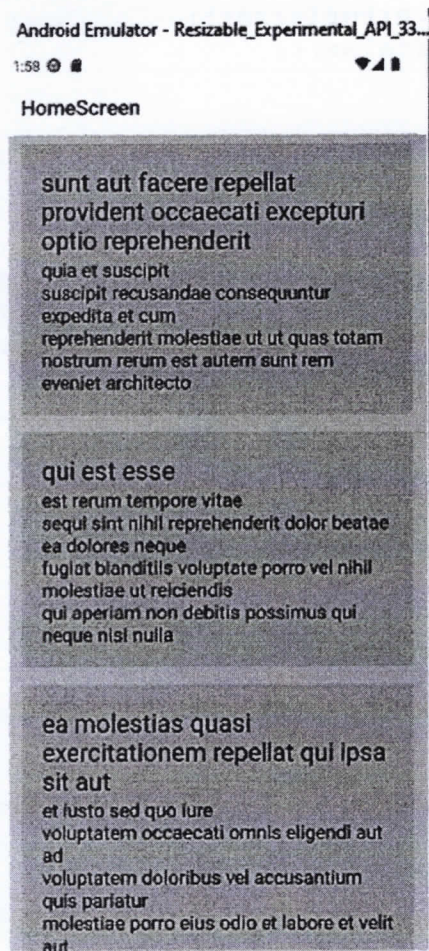 Android Emulator - Resizable_Experimental_API_33...
1:58
HomeScreen
sunt aut facere repellat
provident occaecati excepturi
optio reprehenderit
quia et suscipit
suscipit recusandae consequuntur
expedita et cum
reprehenderit molestiae ut ut quas totam
nostrum rerum est autem sunt rem
eveniet architecto
qui est esse
est rerum tempore vitae
sequi sint nihil reprehenderit dolor beatae
ea dolores neque
fugiat blanditiis voluptate porro vel nihil
molestiae ut reiciendis
qui aperiam non debitis possimus qui
neque nisi nulla
ea molestias quasi
exercitationem repellat qui ipsa
sit aut
et iusto sed quo iure
voluptatem occaecati omnis eligendi aut
ad
voluptatem doloribus vel accusantium
quis pariatur
molestiae porro eius odio et labore et velit
aut